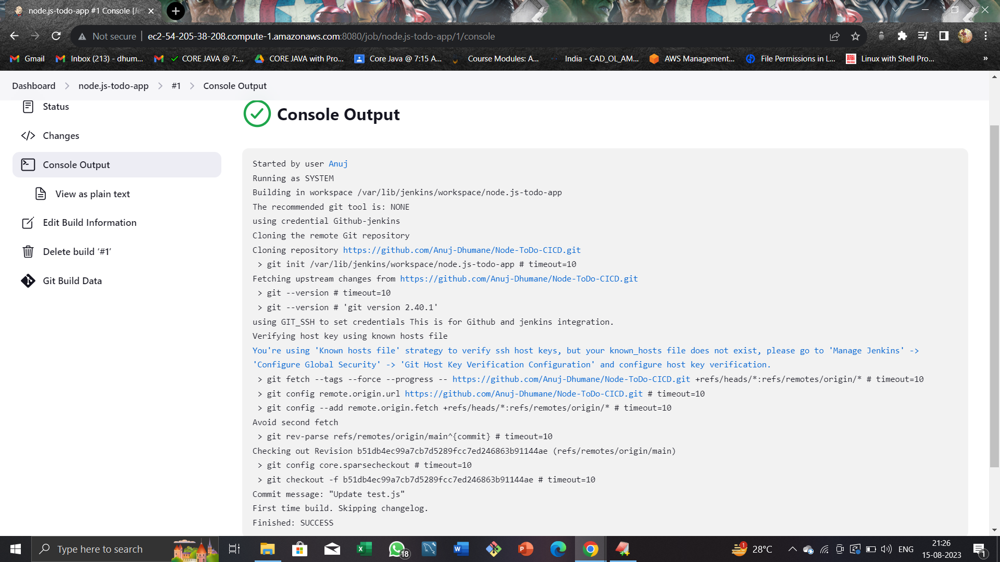 node.js-todo-app #1 Console [Je
Not secure
ec2-54-205-38-208.compute-1.amazonaws.com:8080/job/node.js-todo-app/1/console
Gmail
Inbox (213) - dhum...
CORE JAVA @ 7:...
CORE JAVA with Pro...
Core Java @ 7:15 A...
Course Modules: A...
India - CAD_OL_AM...
AWS Management...
File Permissions in L...
Linux with Shell Pro...
»
Dashboard
node.js-todo-app
#1
Console Output
Status
Changes
Console Output
View as plain text
Edit Build Information
Delete build ‘#1’
Git Build Data
Console Output
Started by user Anuj
Running as SYSTEM
Building in workspace /var/lib/jenkins/workspace/node.js-todo-app
The recommended git tool is: NONE
using credential Github-jenkins
Cloning the remote Git repository
Cloning repository https://github.com/Anuj-Dhumane/Node-ToDo-CICD.git
> git init /var/lib/jenkins/workspace/node.js-todo-app # timeout=10
Fetching upstream changes from https://github.com/Anuj-Dhumane/Node-ToDo-CICD.git
> git --version # timeout=10
> git --version # 'git version 2.40.1'
using GIT_SSH to set credentials This is for Github and jenkins integration.
Verifying host key using known hosts file
You're using 'Known hosts file' strategy to verify ssh host keys, but your known_hosts file does not exist, please go to 'Manage Jenkins' ->
'Configure Global Security' -> 'Git Host Key Verification Configuration' and configure host key verification.
> git fetch --tags --force --progress -- https://github.com/Anuj-Dhumane/Node-ToDo-CICD.git +refs/heads/*:refs/remotes/origin/* # timeout=10
> git config remote.origin.url https://github.com/Anuj-Dhumane/Node-ToDo-CICD.git # timeout=10
> git config --add remote.origin.fetch +refs/heads/*:refs/remotes/origin/* # timeout=10
Avoid second fetch
> git rev-parse refs/remotes/origin/main^{commit} # timeout=10
Checking out Revision b51db4ec99a7cb7d5289fcc7ed246863b91144ae (refs/remotes/origin/main)
> git config core.sparsecheckout # timeout=10
> git checkout -f b51db4ec99a7cb7d5289fcc7ed246863b91144ae # timeout=10
Commit message: "Update test.js"
First time build. Skipping changelog.
Finished: SUCCESS
Type here to search
18
1
28°C
ENG
21:26
15-08-2023
1